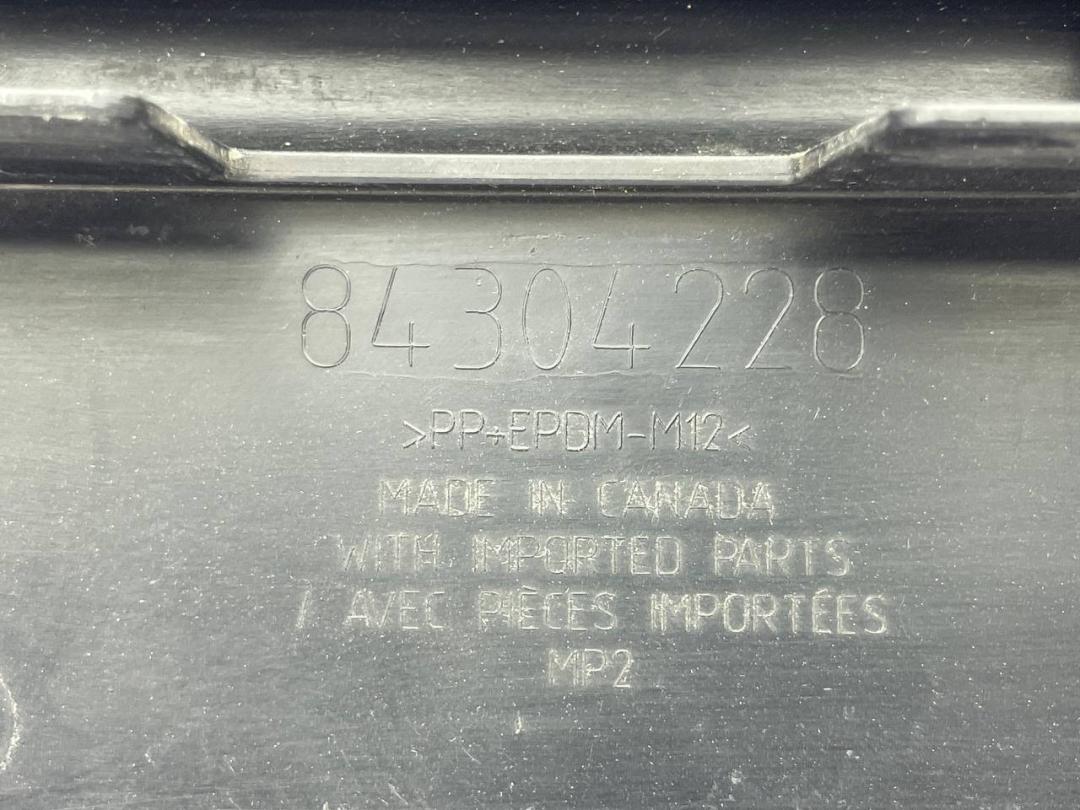 84304228
>PP+EPDM-M12<
MADE IN CANADA
WITH IMPORTED PARTS
/ AVEC PIÈCES IMPORTÉES
MP2